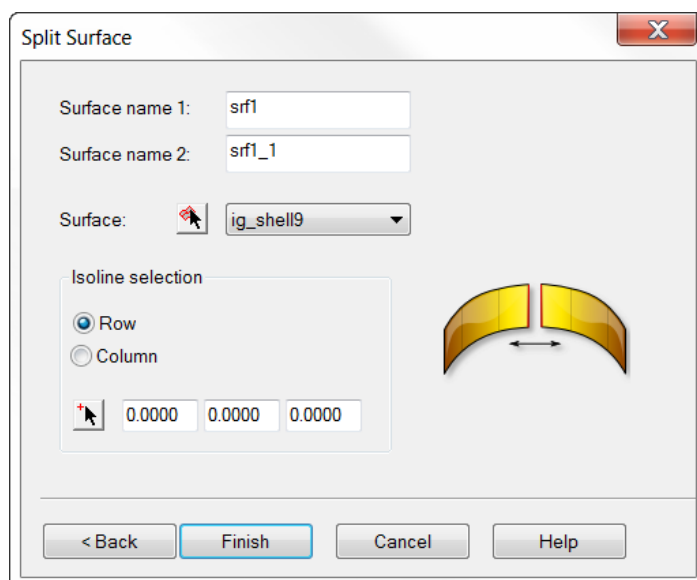 Split Surface
Surface name 1: srf1
Surface name 2: srf1_1
Surface: ig_shell9
Isoline selection
Row
Column
0.0000 0.0000 0.0000
< Back Finish Cancel Help